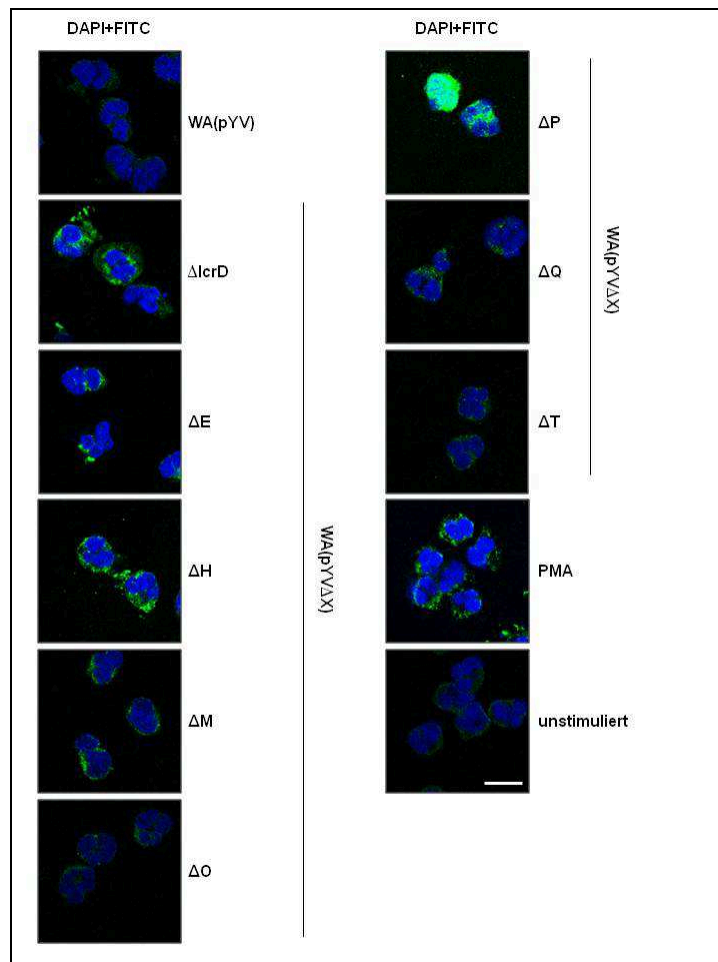 DAPI+FITC
WA(pYV)
ΔlcrD
ΔE
ΔH
ΔM
ΔO
WA(pYVΔX)
DAPI+FITC
ΔP
ΔQ
ΔT
WA(pYVΔX)
PMA
unstimuliert